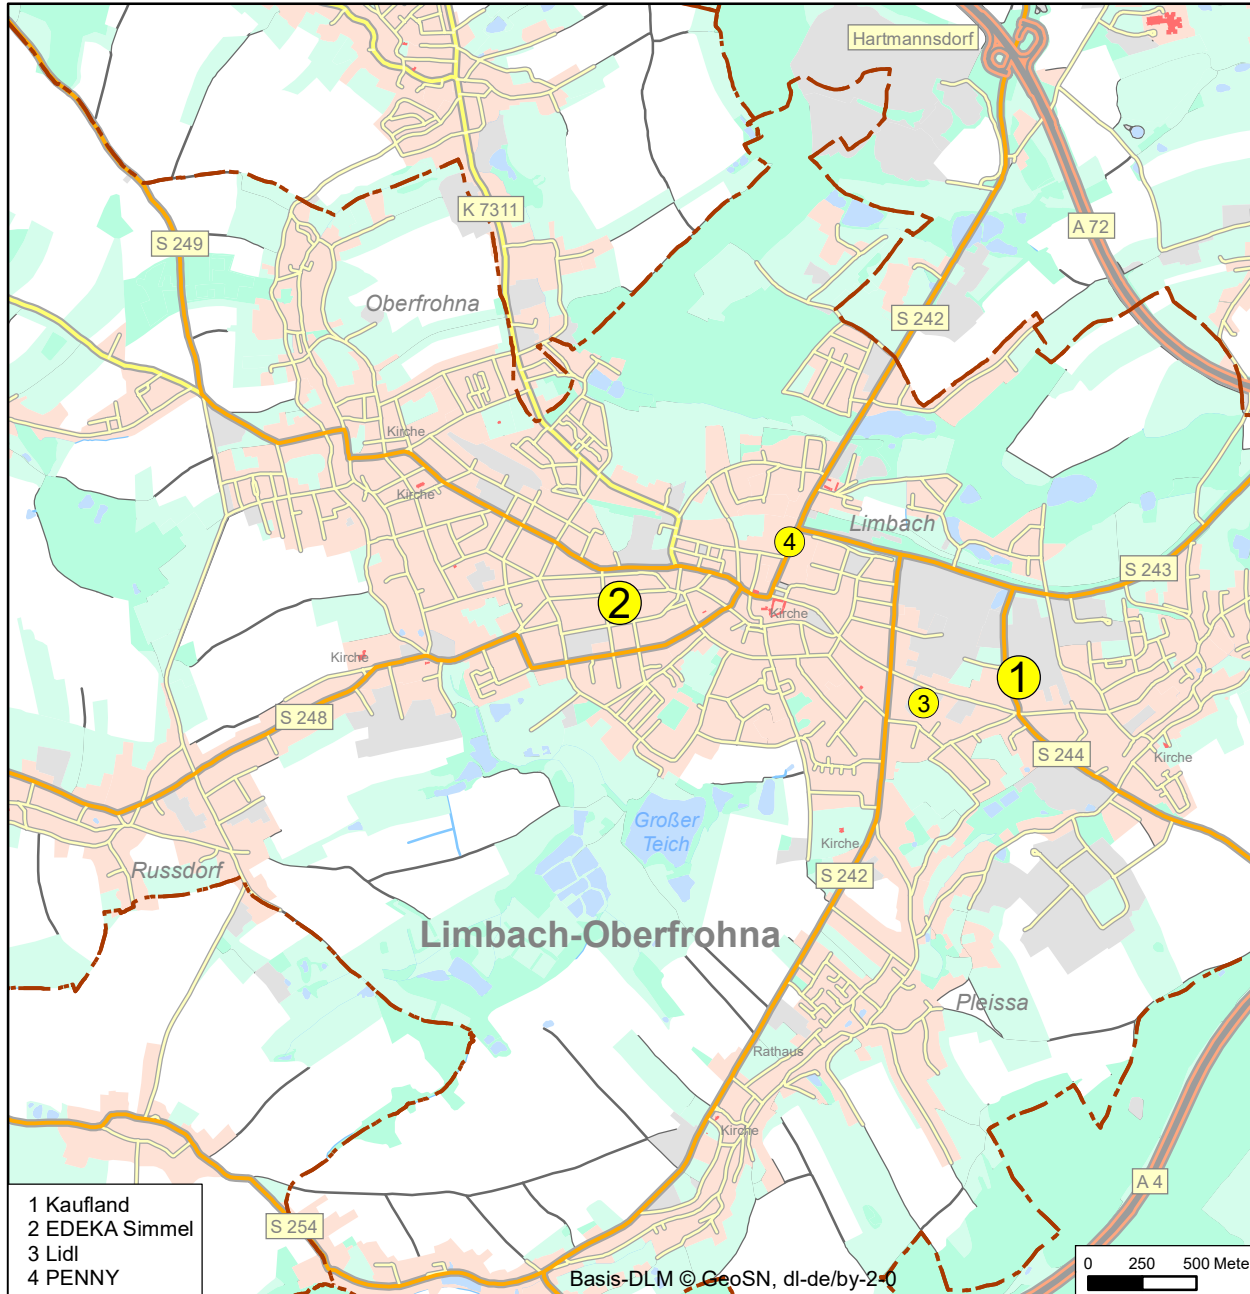 Hartmannsdorf
K 7311
A 72
S 249
Oberfrohna
S 242
Kirche
Kirche
Limbach
4
S 243
2
Kirche
Kirche
1
3
S 248
S 244
Kirche
Großer
Teich
Kirche
Russdorf
S 242
Limbach-Oberfrohna
Pleissa
Rathaus
Kirche
A 4
1 Kaufland
2 EDEKA Simmel
3 Lidl
4 PENNY
S 254
Basis-DLM © GeoSN, dl-de/by-2-0
0 250 500 Mete